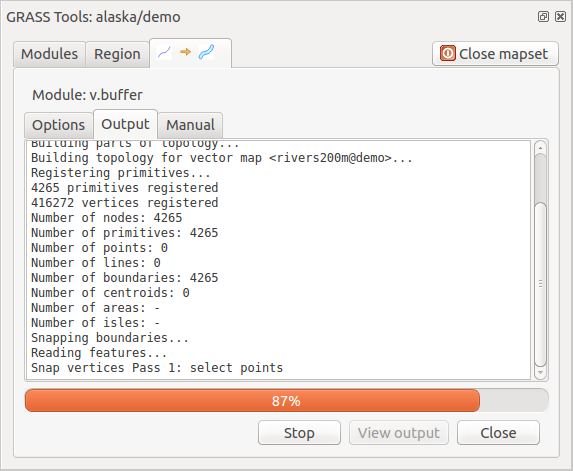 GRASS Tools: alaska/demo
Modules Region Close mapset
Module: v.buffer
Options Output Manual
Building parts of topology...
Building topology for vector map <rivers200m@demo>...
Registering primitives...
4265 primitives registered
416272 vertices registered
Number of nodes: 4265
Number of primitives: 4265
Number of points: 0
Number of lines: 0
Number of boundaries: 4265
Number of centroids: 0
Number of areas: -
Number of isles: -
Snapping boundaries...
Reading features...
Snap vertices Pass 1: select points
87%
Stop View output Close